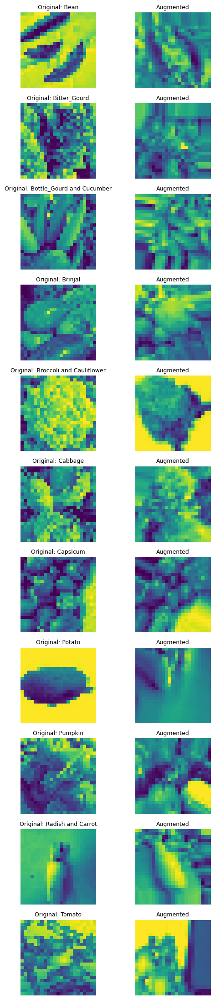 Original: Bean
Augmented
Original: Bitter_Gourd
Augmented
Original: Bottle_Gourd and Cucumber
Augmented
Original: Brinjal
Augmented
Original: Broccoli and Cauliflower
Augmented
Original: Cabbage
Augmented
Original: Capsicum
Augmented
Original: Potato
Augmented
Original: Pumpkin
Augmented
Original: Radish and Carrot
Augmented
Original: Tomato
Augmented